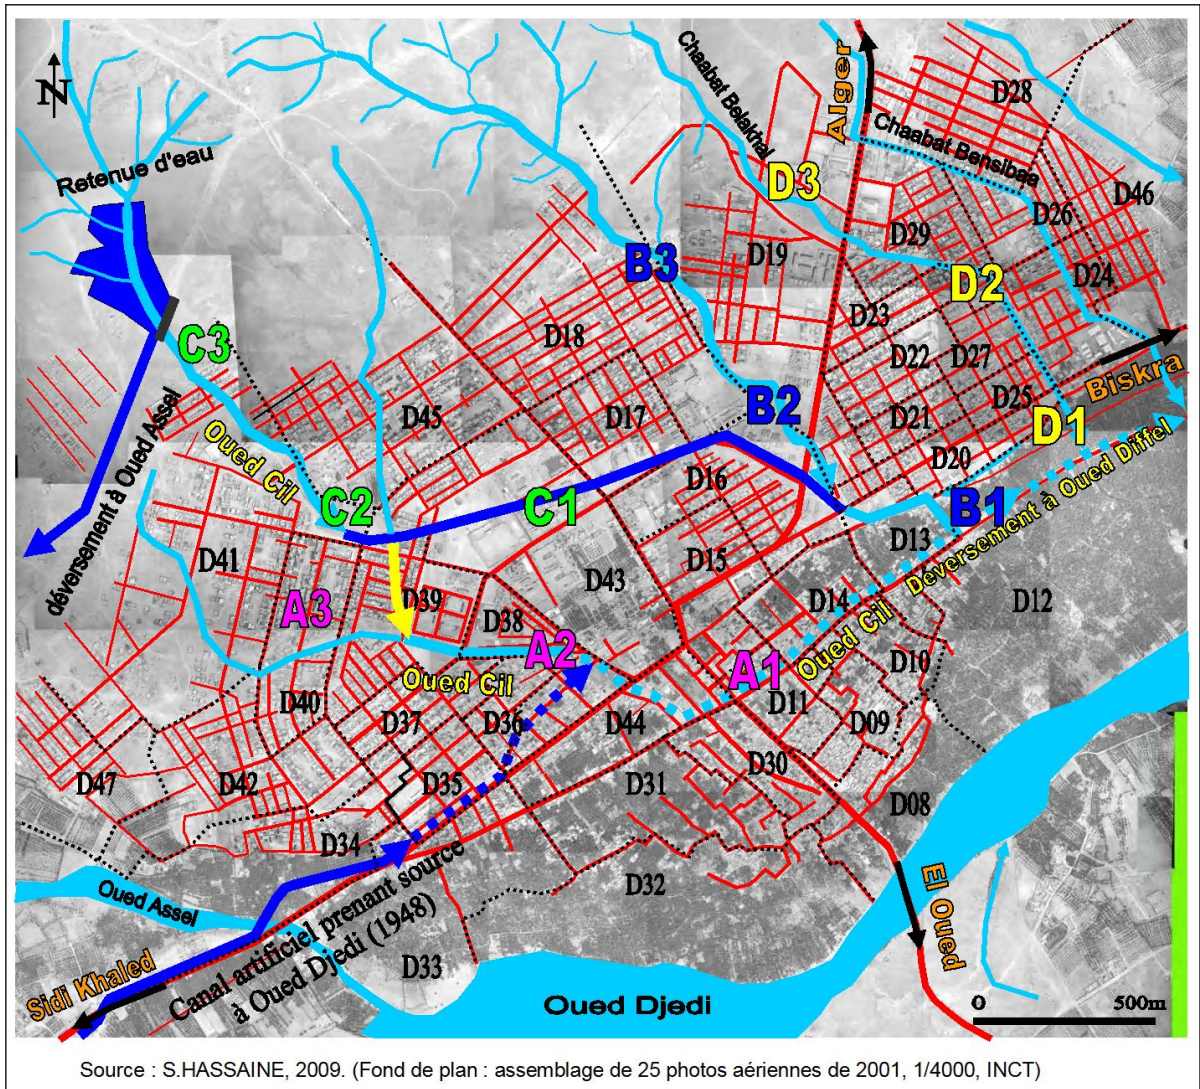 N
Retenue d'eau
Chaabat Belakhal
Alger
D28
Chaabat Bensibaa
D3
D46
D26
D29
B3
D19
D24
D2
C3
D23
D18
D22
D27
Biskra
D45
D17
B2
D21
D25
D1
déversement à Oued Assel
Oued Cil
D20
D16
C2
C1
B1
Déversement à Oued Diffel
D13
D41
D15
D43
D39
D14
D12
A3
D38
A2
Oued Cil
D10
A1
Oued Cil
D40
D11
D37
D36
D44
D09
D47
D42
D35
D31
D30
D08
D34
D32
Oued Assel
El Oued
Canal artificiel prenant source
à Oued Djedi (1948)
D33
Sidi Khaled
Oued Djedi
0 500m
Source : S.HASSAINE, 2009. (Fond de plan : assemblage de 25 photos aériennes de 2001, 1/4000, INCT)